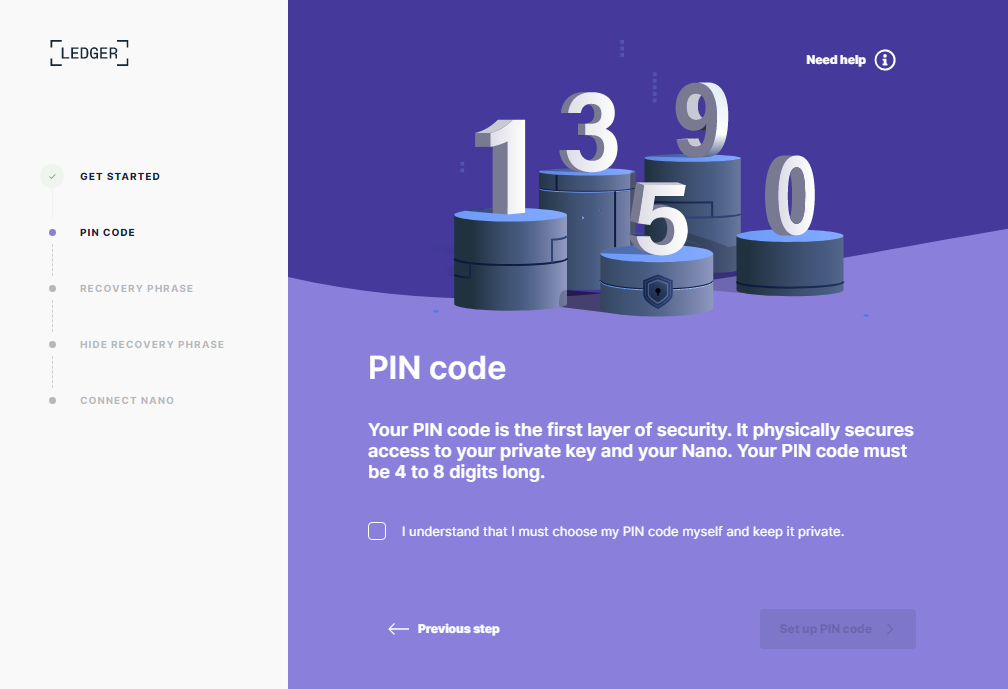 LEDGER
Need help
1 3 9 5 0
GET STARTED
PIN CODE
RECOVERY PHRASE
HIDE RECOVERY PHRASE
CONNECT NANO
PIN code
Your PIN code is the first layer of security. It physically secures
access to your private key and your Nano. Your PIN code must
be 4 to 8 digits long.
I understand that I must choose my PIN code myself and keep it private.
Previous step
Set up PIN code